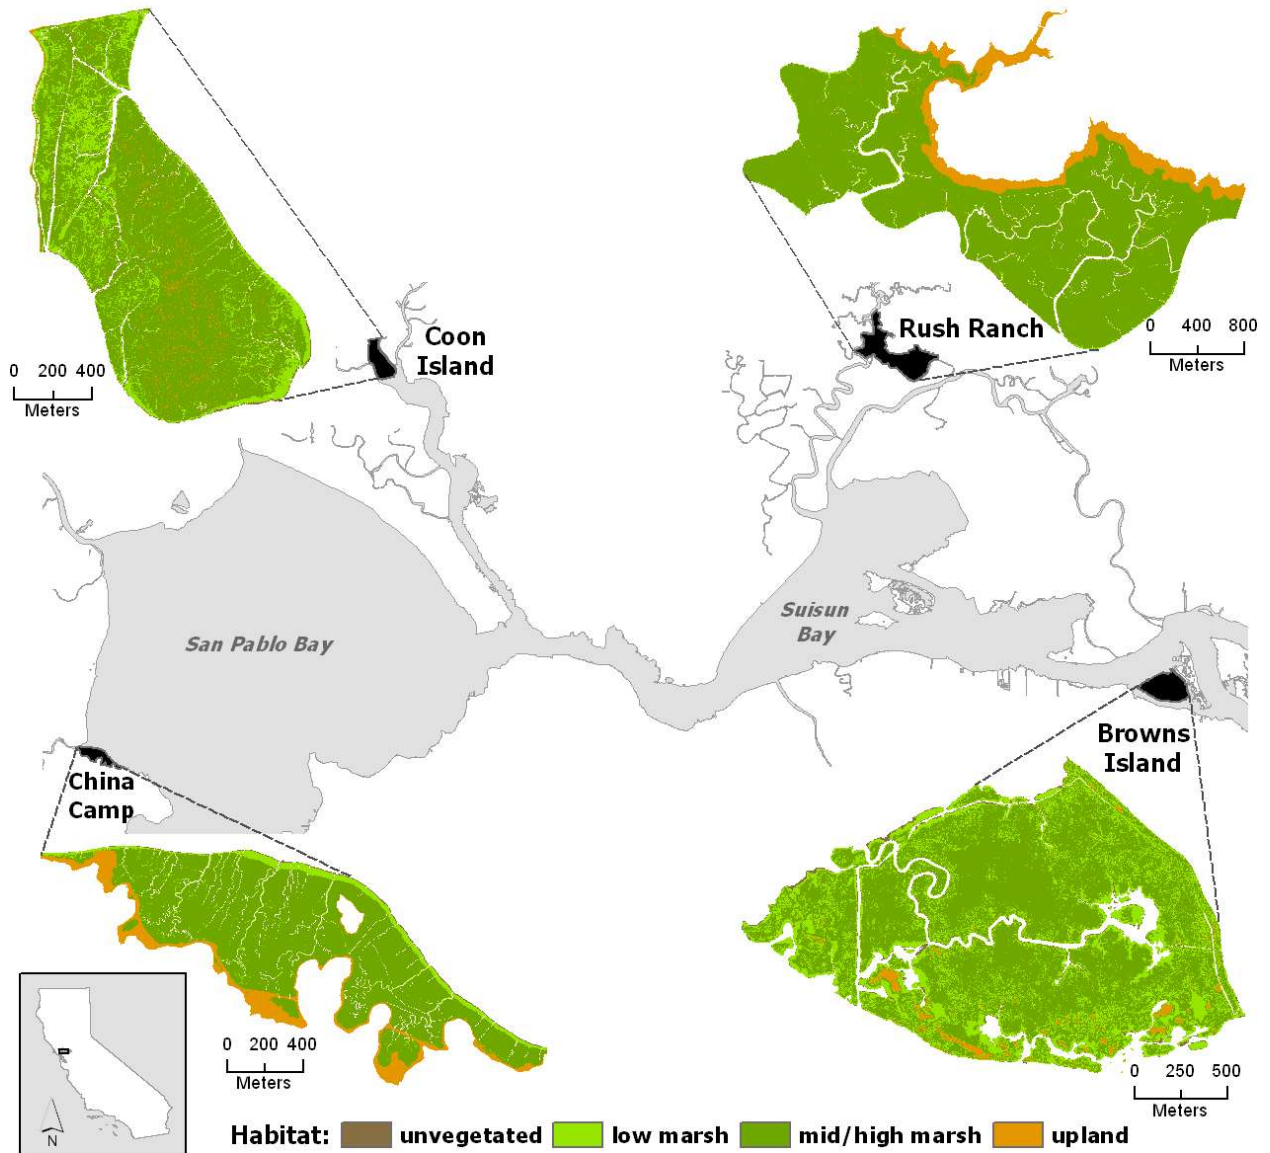 Coon
Island
0 200 400
Meters
Rush Ranch
0 400 800
Meters
San Pablo Bay
Suisun
Bay
China
Camp
Browns
Island
0 200 400
Meters
0 250 500
Meters
N
Habitat: unvegetated low marsh mid/high marsh upland